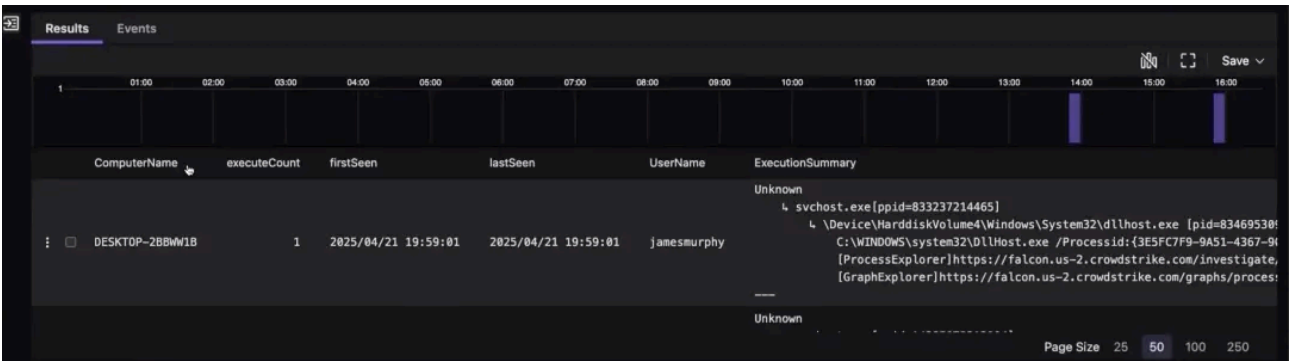 Results Events
Save
01:00 02:00 03:00 04:00 05:00 06:00 07:00 08:00 09:00 10:00 11:00 12:00 13:00 14:00 15:00 16:00
1
ComputerName executeCount firstSeen lastSeen UserName ExecutionSummary
Unknown
↳ svchost.exe[ppid=833237214465]
↳ \Device\HarddiskVolume4\Windows\System32\dllhost.exe [pid=834695309
DESKTOP-2BBWW1B 1 2025/04/21 19:59:01 2025/04/21 19:59:01 jamesmurphy C:\WINDOWS\system32\DllHost.exe /Processid:{3E5FC7F9-9A51-4367-90
[ProcessExplorer]https://falcon.us-2.crowdstrike.com/investigate/
[GraphExplorer]https://falcon.us-2.crowdstrike.com/graphs/process
———
Unknown
Page Size 25 50 100 250